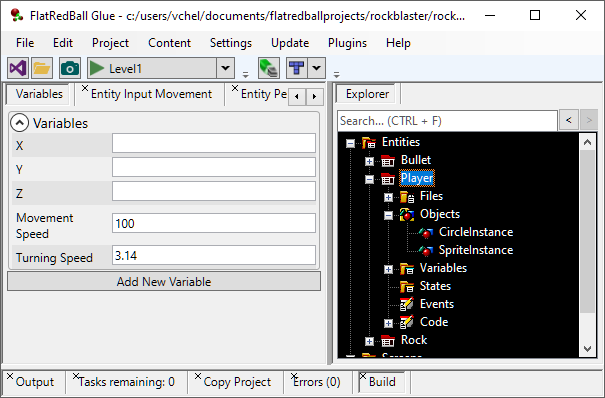 FlatRedBall Glue - c:/users/vchel/documents/flatredballprojects/rockblaster/rock...
File Edit Project Content Settings Update Plugins Help
Level1
Variables Entity Input Movement Entity Pe
Explorer
Variables
X
Y
Z
Movement Speed 100
Turning Speed 3.14
Add New Variable
Search... (CTRL + F) < >
Entities
Bullet
Player
Files
Objects
CircleInstance
SpriteInstance
Variables
States
Events
Code
Rock
Screens
Output Tasks remaining: 0 Copy Project Errors (0) Build